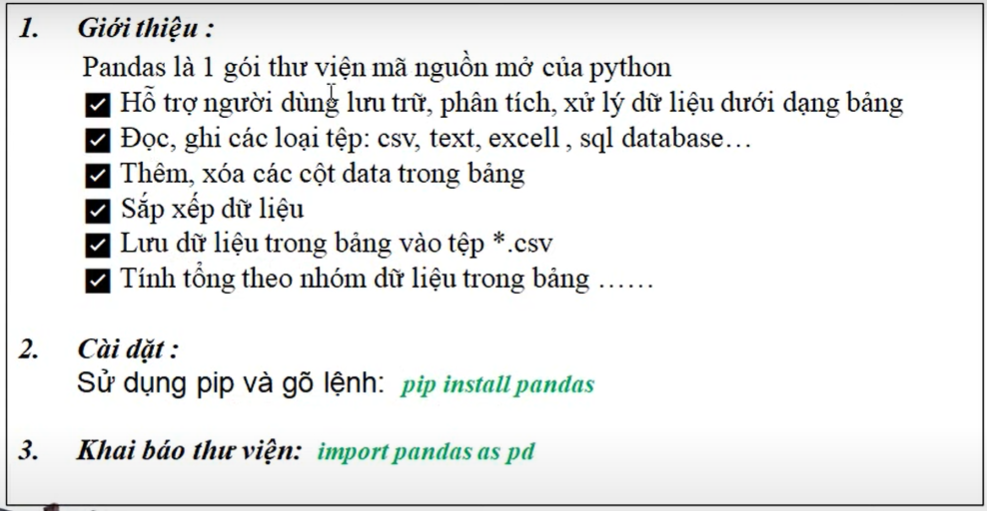 1. Giới thiệu :
Pandas là 1 gói thư viện mã nguồn mở của python
Hỗ trợ người dùng lưu trữ, phân tích, xử lý dữ liệu dưới dạng bảng
Đọc, ghi các loại tệp: csv, text, excell , sql database…
Thêm, xóa các cột data trong bảng
Sắp xếp dữ liệu
Lưu dữ liệu trong bảng vào tệp *.csv
Tính tổng theo nhóm dữ liệu trong bảng ……
2. Cài dặt :
Sử dụng pip và gõ lệnh: pip install pandas
3. Khai báo thư viện: import pandas as pd